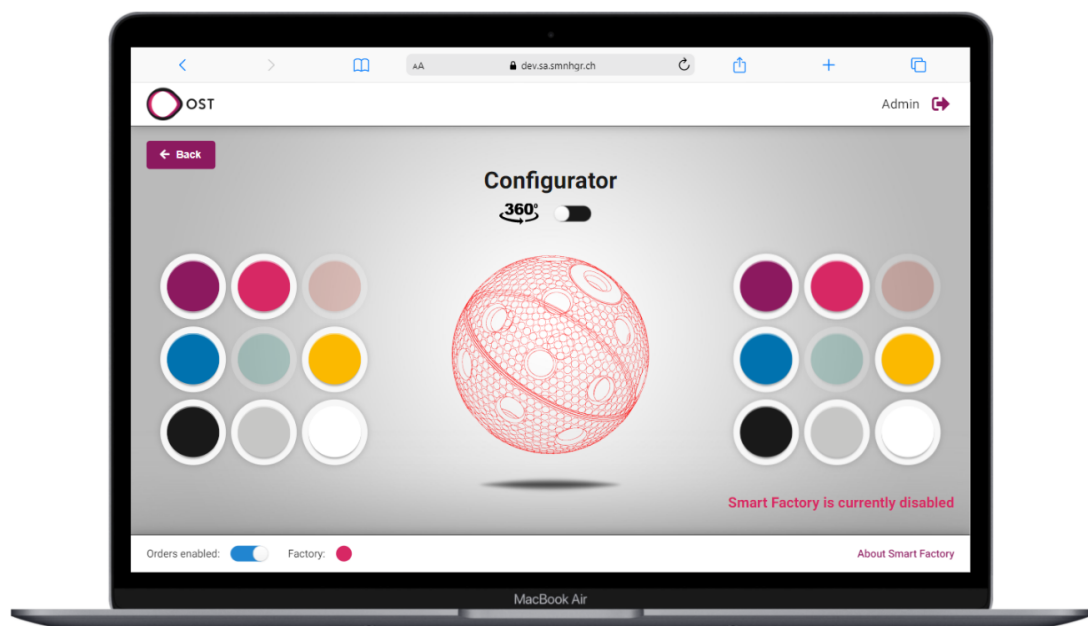 AA
dev.sa.smnhgr.ch
OST
Admin
Back
Configurator
360°
Smart Factory is currently disabled
Orders enabled:
Factory:
About Smart Factory
MacBook Air